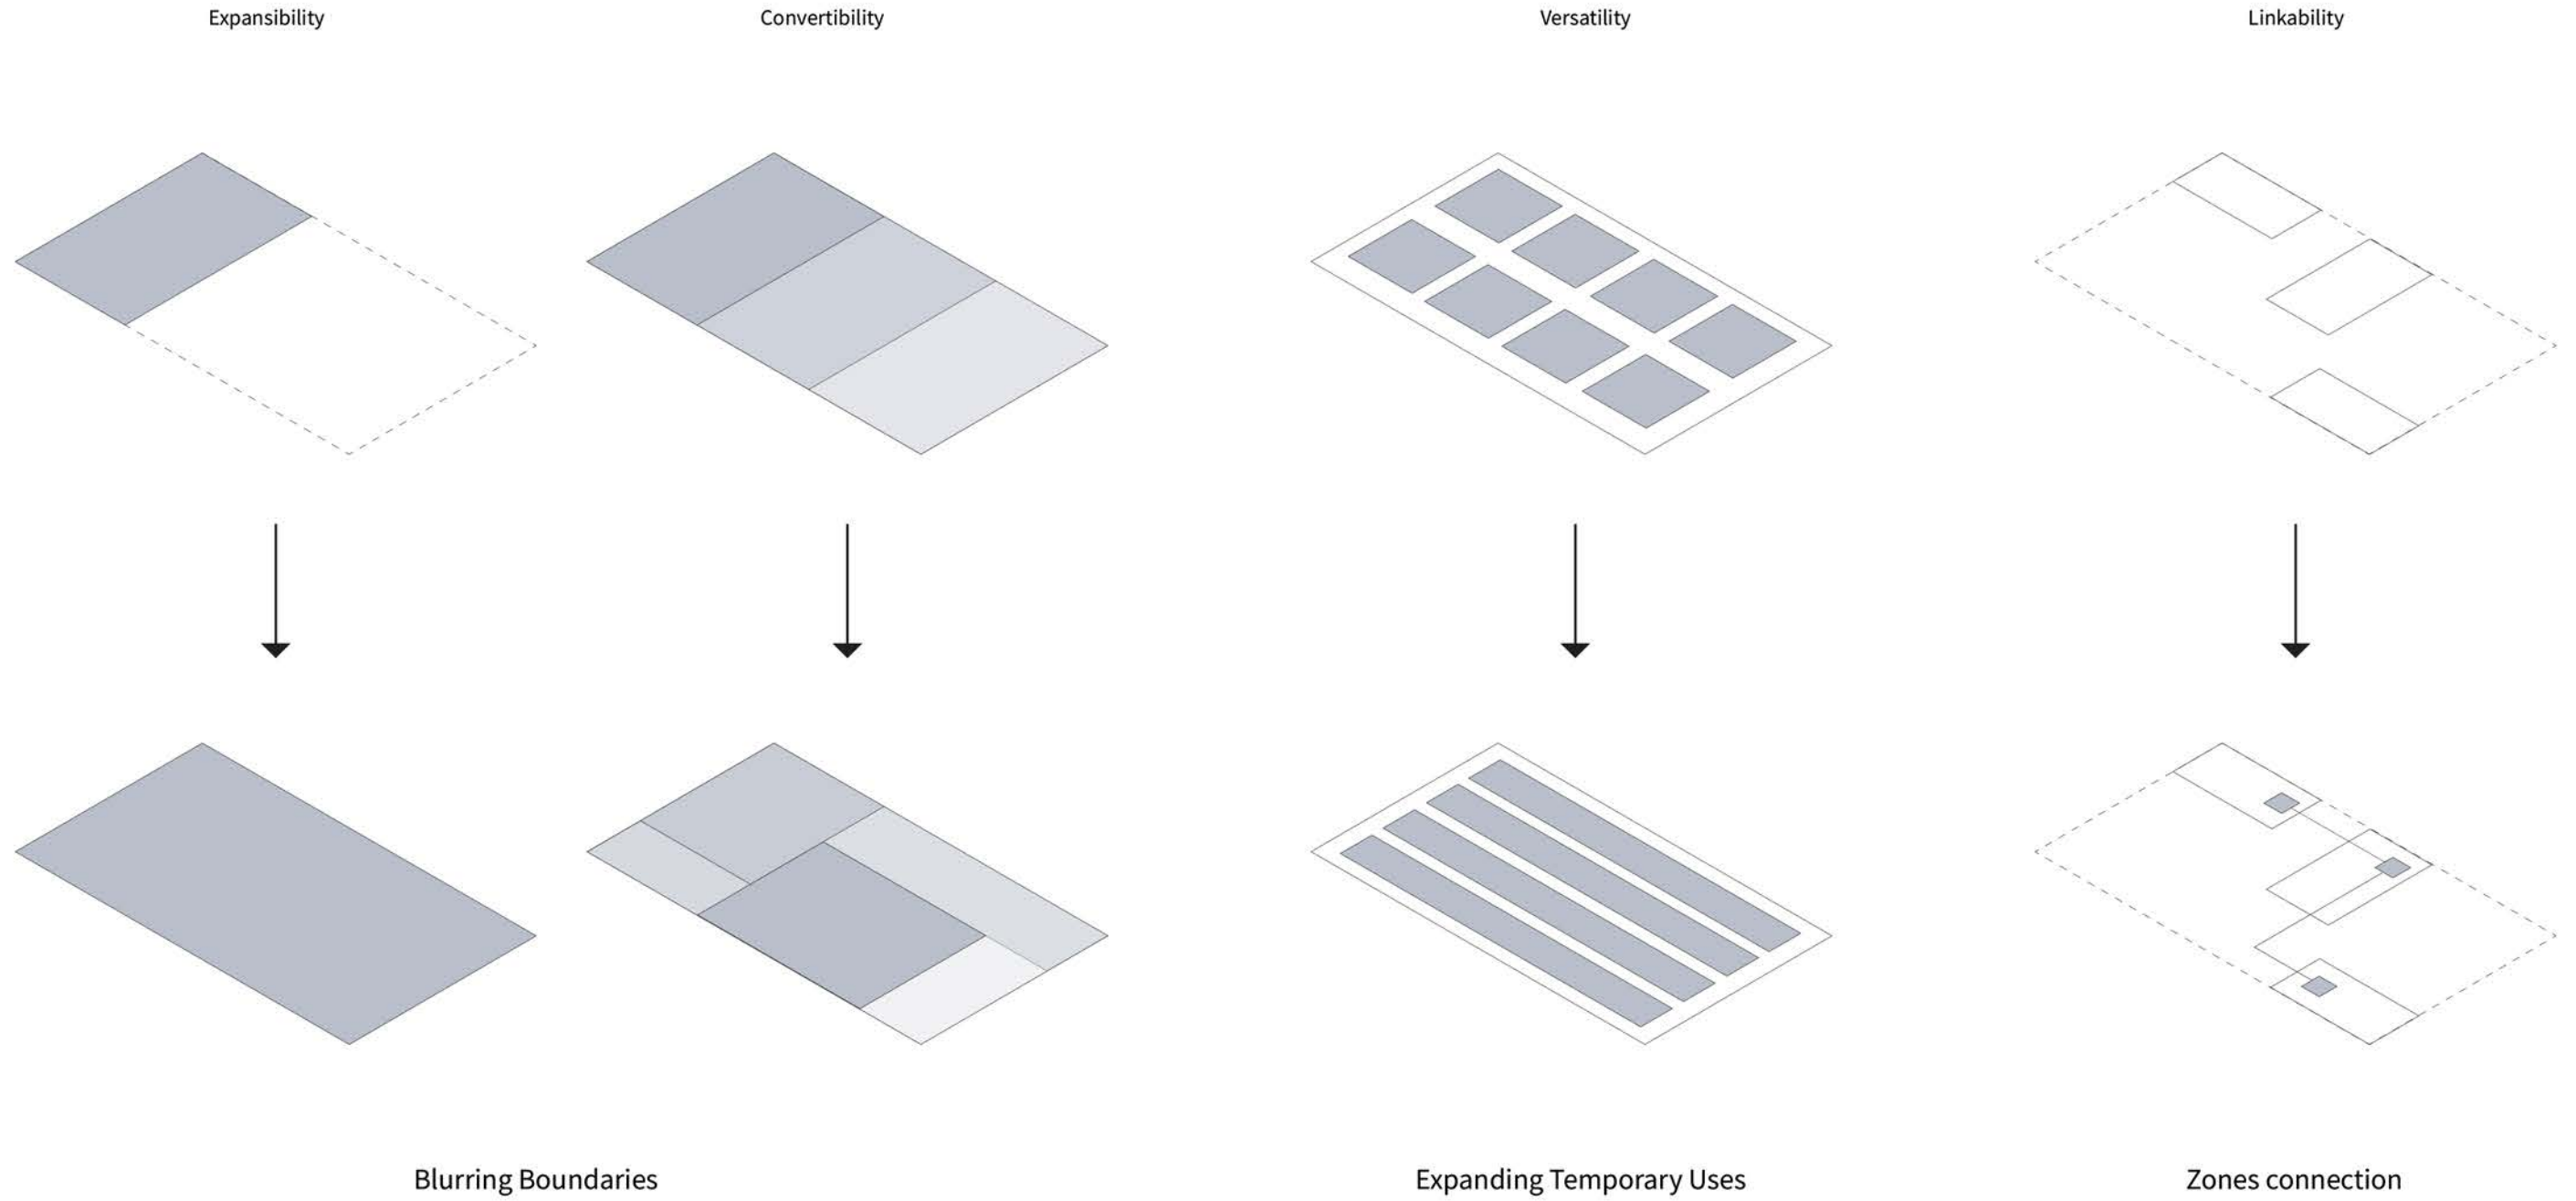 Expansibility
Convertibility
Versatility
Linkability
Blurring Boundaries
Expanding Temporary Uses
Zones connection